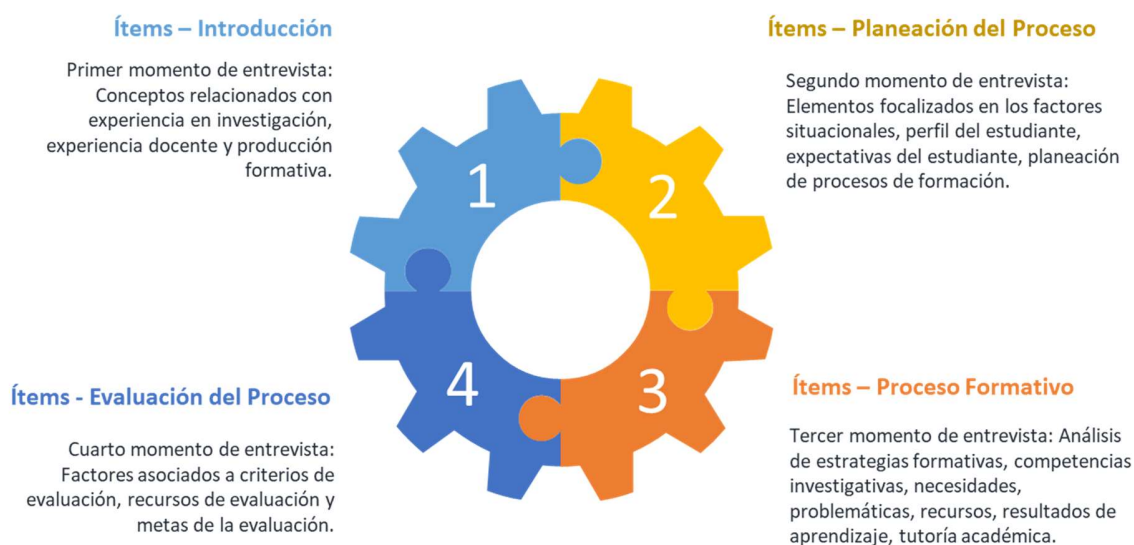 Ítems – Introducción
Primer momento de entrevista:
Conceptos relacionados con
experiencia en investigación,
experiencia docente y producción
formativa.
Ítems – Planeación del Proceso
Segundo momento de entrevista:
Elementos focalizados en los factores
situacionales, perfil del estudiante,
expectativas del estudiante, planeación
de procesos de formación.
1
2
4
3
Ítems - Evaluación del Proceso
Cuarto momento de entrevista:
Factores asociados a criterios de
evaluación, recursos de evaluación y
metas de la evaluación.
Ítems – Proceso Formativo
Tercer momento de entrevista: Análisis
de estrategias formativas, competencias
investigativas, necesidades,
problemáticas, recursos, resultados de
aprendizaje, tutoría académica.